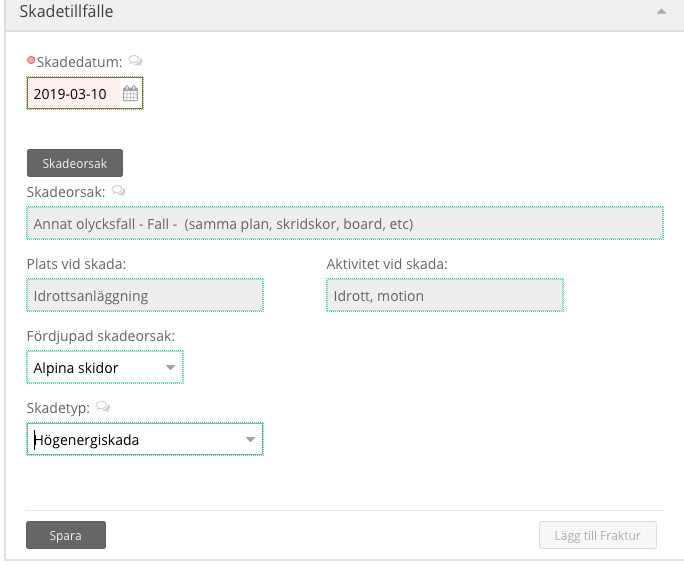 Skadetillfälle
Skadedatum:
2019-03-10
Skadeorsak
Skadeorsak:
Annat olycksfall - Fall -  (samma plan, skridskor, board, etc)
Plats vid skada: Aktivitet vid skada:
Idrottsanläggning Idrott, motion
Fördjupad skadeorsak:
Alpina skidor
Skadetyp:
Högenergiskada
Spara Lägg till Fraktur